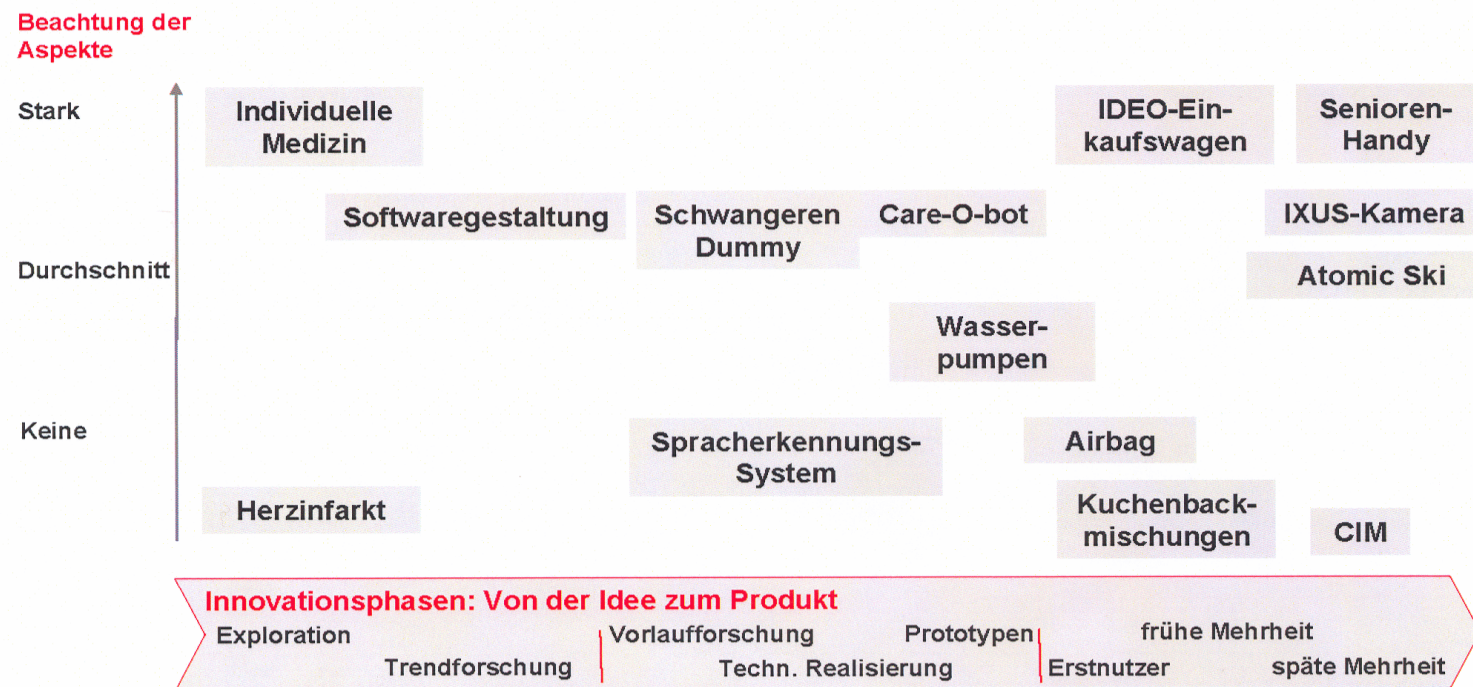 Beachtung der
Aspekte
Stark
Individuelle
Medizin
IDEO-Ein-
kaufswagen
Senioren-
Handy
Softwaregestaltung
Schwangeren
Dummy
Care-O-bot
IXUS-Kamera
Durchschnitt
Atomic Ski
Wasser-
pumpen
Keine
Spracherkennungs-
System
Airbag
Herzinfarkt
Kuchenback-
mischungen
CIM
Innovationsphasen: Von der Idee zum Produkt
Exploration
Vorlaufforschung
Prototypen
frühe Mehrheit
Trendforschung
Techn. Realisierung
Erstnutzer
späte Mehrheit